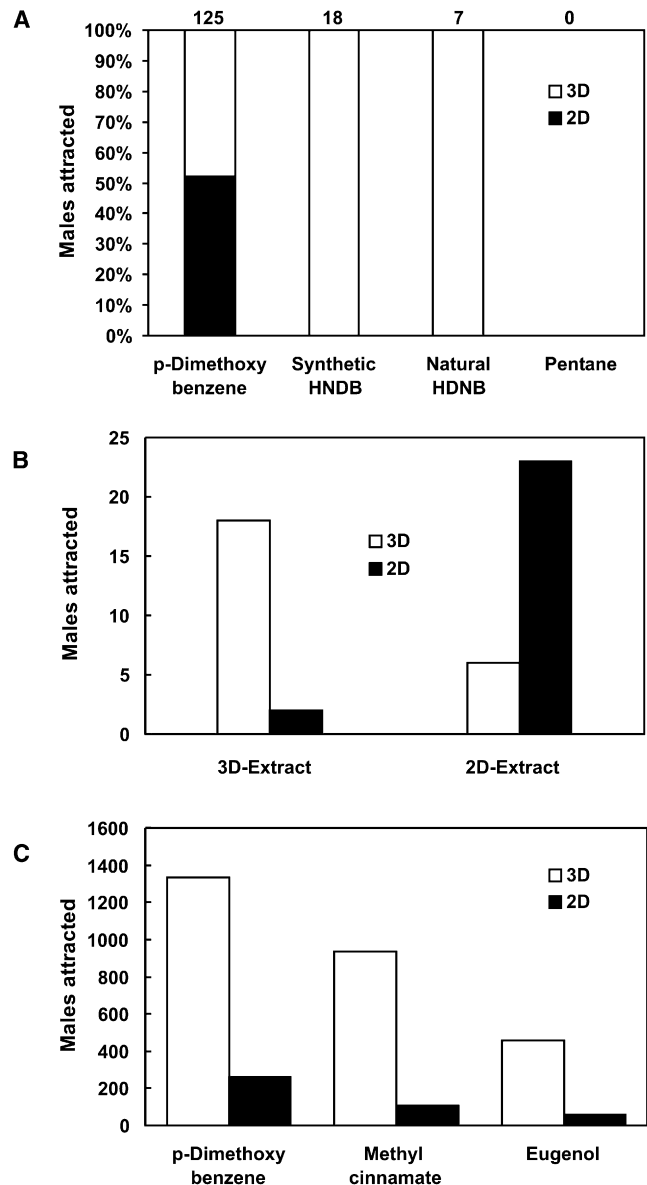 A
125 18 7 0
100%
90%
80%
70%
60%
50%
40%
30%
20%
10%
0%
Males attracted
3D
2D
p-Dimethoxy benzene
Synthetic HNDB
Natural HDNB
Pentane
B
25
20
15
10
5
0
Males attracted
3D
2D
3D-Extract 2D-Extract
C
1600
1400
1200
1000
800
600
400
200
0
Males attracted
3D
2D
p-Dimethoxy benzene
Methyl cinnamate
Eugenol